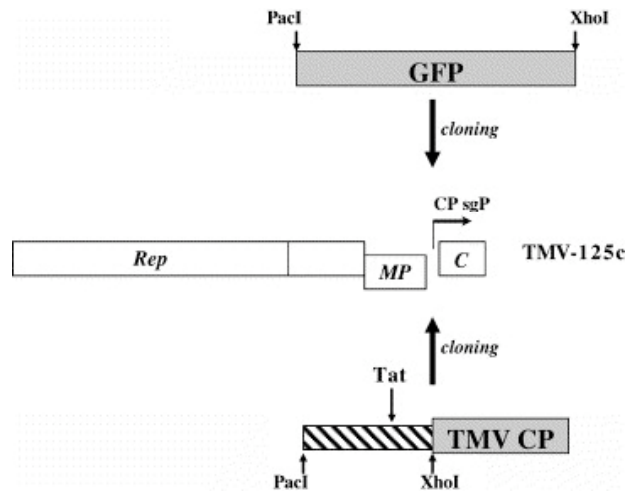 PacI XhoI
GFP
cloning
CP sgP
Rep MP C TMV-125c
cloning
Tat
TMV CP
PacI XhoI